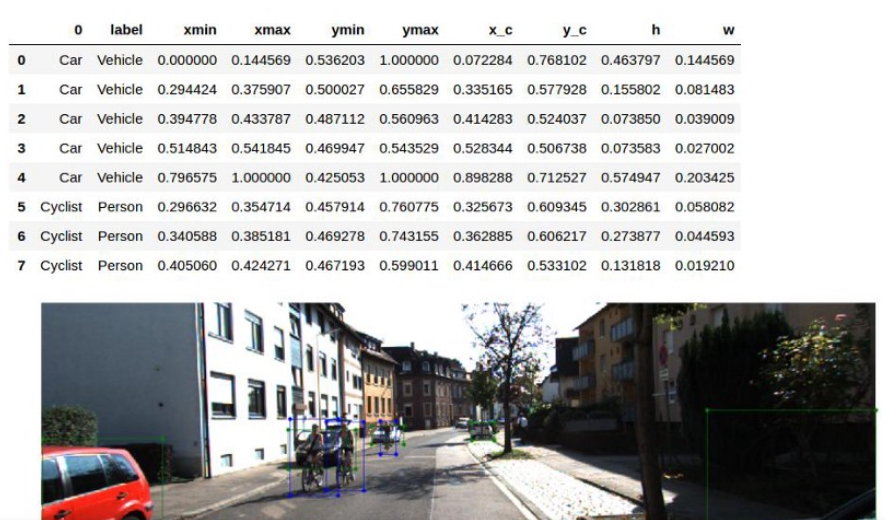 0 label xmin xmax ymin ymax x_c y_c h w
0 Car Vehicle 0.000000 0.144569 0.536203 1.000000 0.072284 0.768102 0.463797 0.144569
1 Car Vehicle 0.294424 0.375907 0.500027 0.655829 0.335165 0.577928 0.155802 0.081483
2 Car Vehicle 0.394778 0.433787 0.487112 0.560963 0.414283 0.524037 0.073850 0.039009
3 Car Vehicle 0.514843 0.541845 0.469947 0.543529 0.528344 0.506738 0.073583 0.027002
4 Car Vehicle 0.796575 1.000000 0.425053 1.000000 0.898288 0.712527 0.574947 0.203425
5 Cyclist Person 0.296632 0.354714 0.457914 0.760775 0.325673 0.609345 0.302861 0.058082
6 Cyclist Person 0.340588 0.385181 0.469278 0.743155 0.362885 0.606217 0.273877 0.044593
7 Cyclist Person 0.405060 0.424271 0.467193 0.599011 0.414666 0.533102 0.131818 0.019210